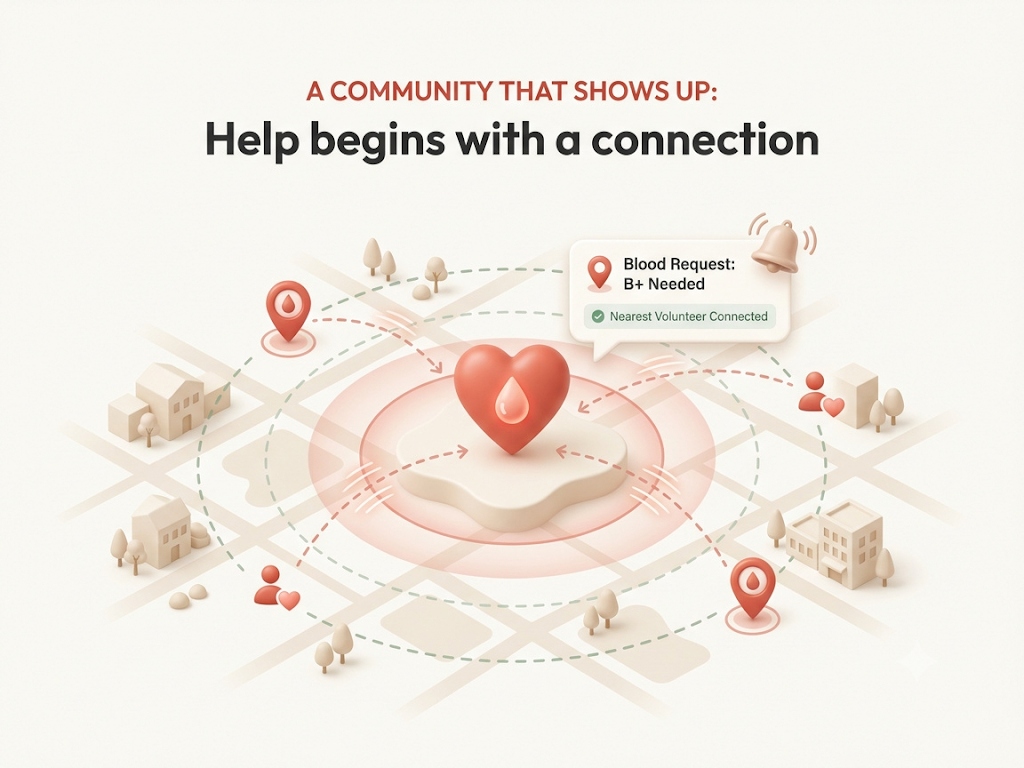 A COMMUNITY THAT SHOWS UP:
Help begins with a connection
Blood Request:
B+ Needed
Nearest Volunteer Connected